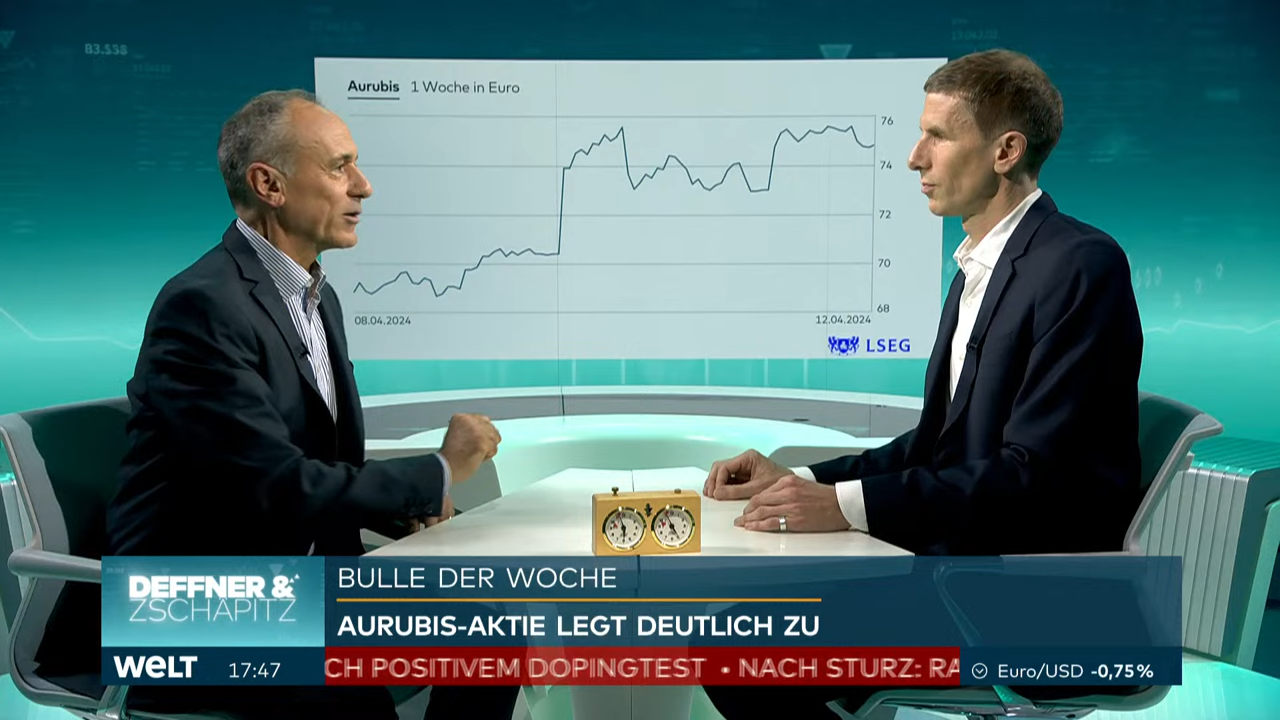 83.558
Aurubis 1 Woche in Euro
76
74
72
70
68
08.04.2024 12.04.2024
LSEG
DEFFNER &
ZSCHÄPITZ
BULLE DER WOCHE
AURUBIS-AKTIE LEGT DEUTLICH ZU
WELT 17:47 CH POSITIVEM DOPINGTEST • NACH STURZ: RA Euro/USD -0,75%